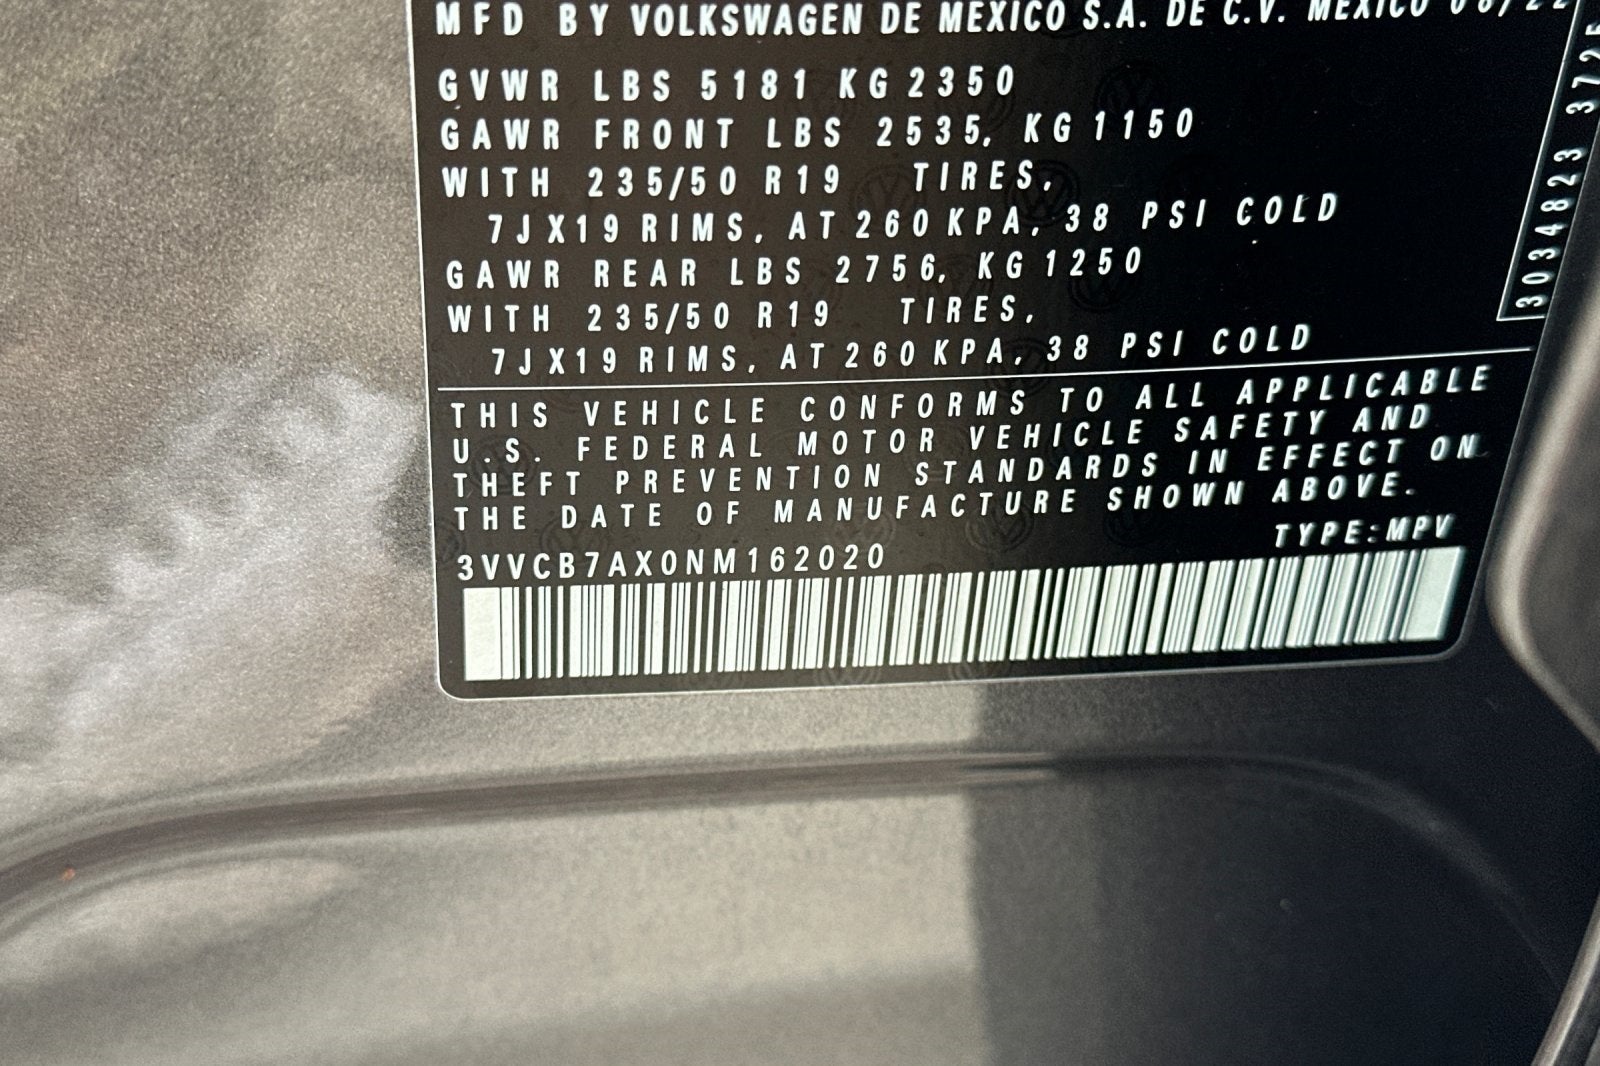 MFD BY VOLKSWAGEN DE MEXICO S.A. DE C.V. MEXICO
GVWR LBS 5181 KG 2350
GAWR FRONT LBS 2535, KG 1150
WITH 235/50 R19 TIRES,
7JX19 RIMS, AT 260 KPA, 38 PSI COLD
GAWR REAR LBS 2756, KG 1250
WITH 235/50 R19 TIRES,
7JX19 RIMS, AT 260 KPA, 38 PSI COLD
THIS VEHICLE CONFORMS TO ALL APPLICABLE
U.S. FEDERAL MOTOR VEHICLE SAFETY AND
THEFT PREVENTION STANDARDS IN EFFECT ON
THE DATE OF MANUFACTURE SHOWN ABOVE.
TYPE:MPV
3VVCB7AX0NM162020
3034823